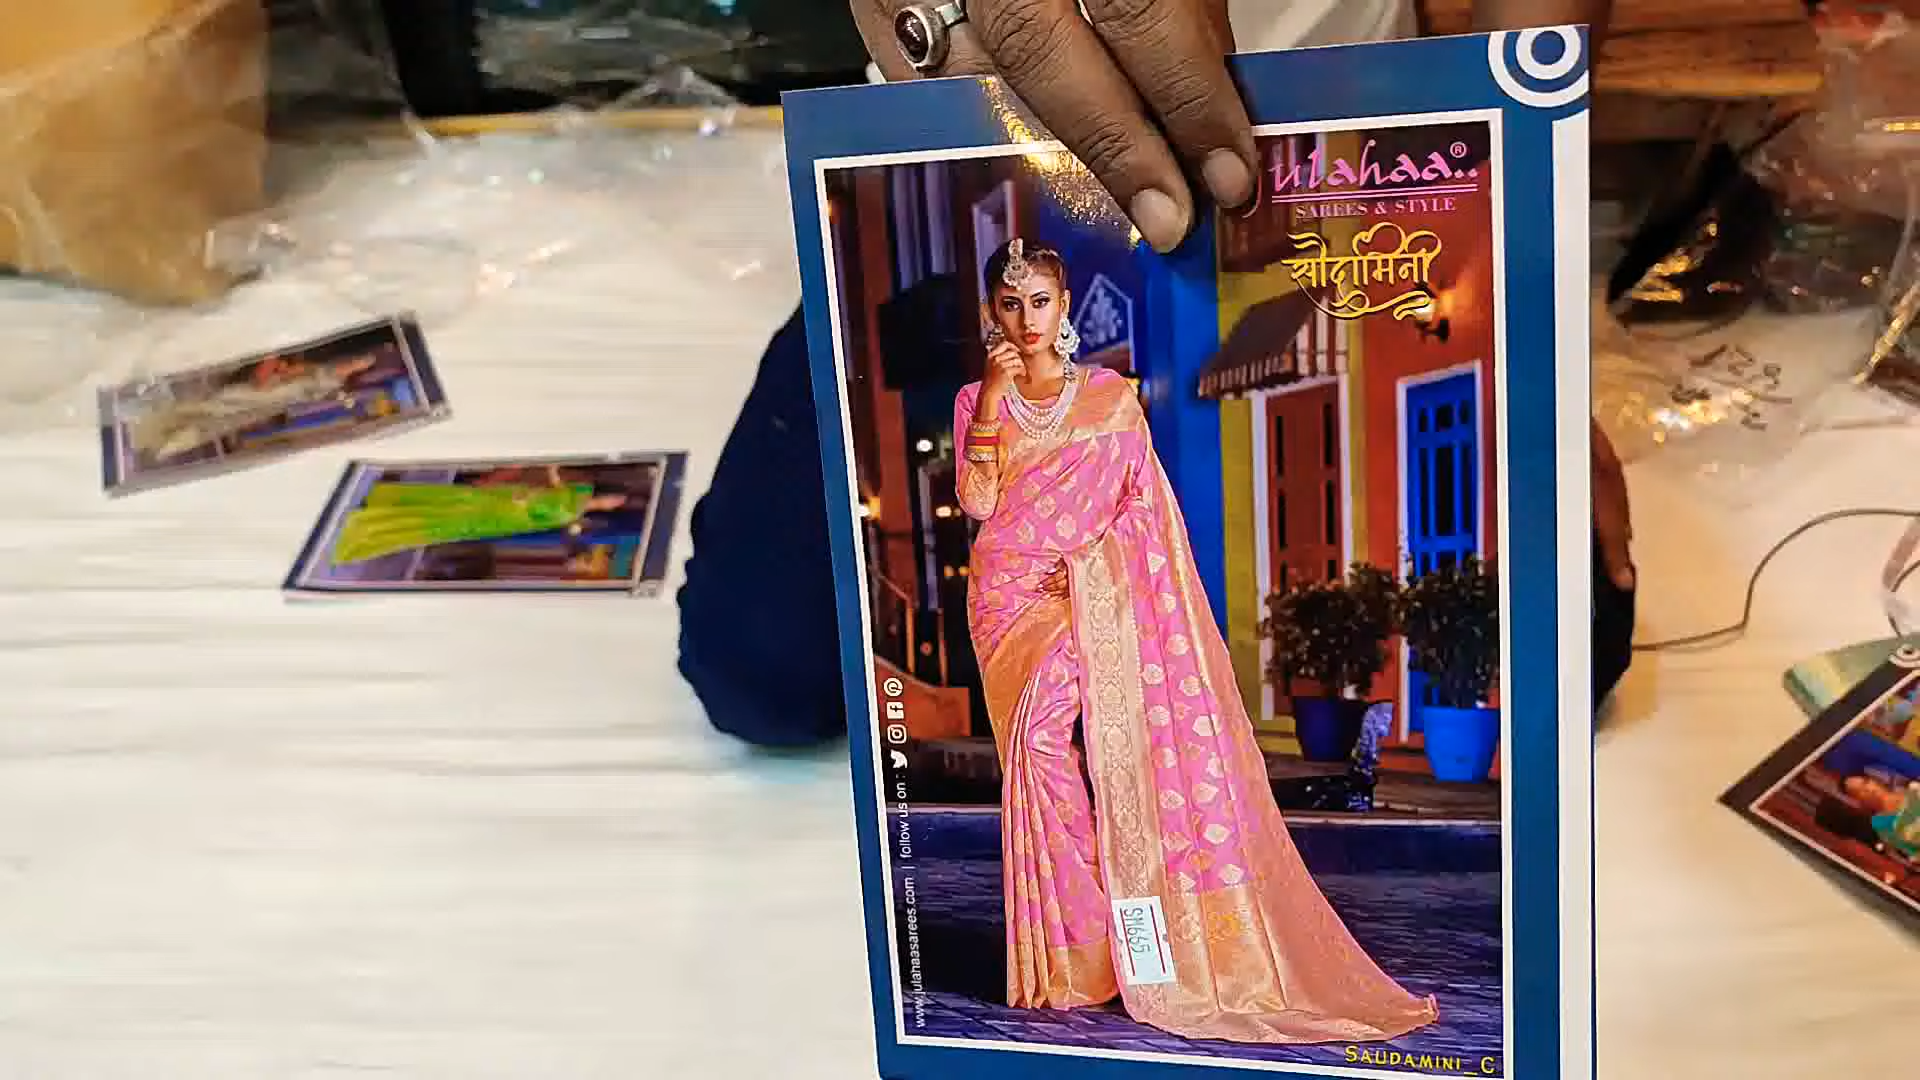 ulahaa..®
SAREES & STYLE
सौदामिनी
www.julahaasarees.com | follow us on :
SM665
SAUDAMINI_C